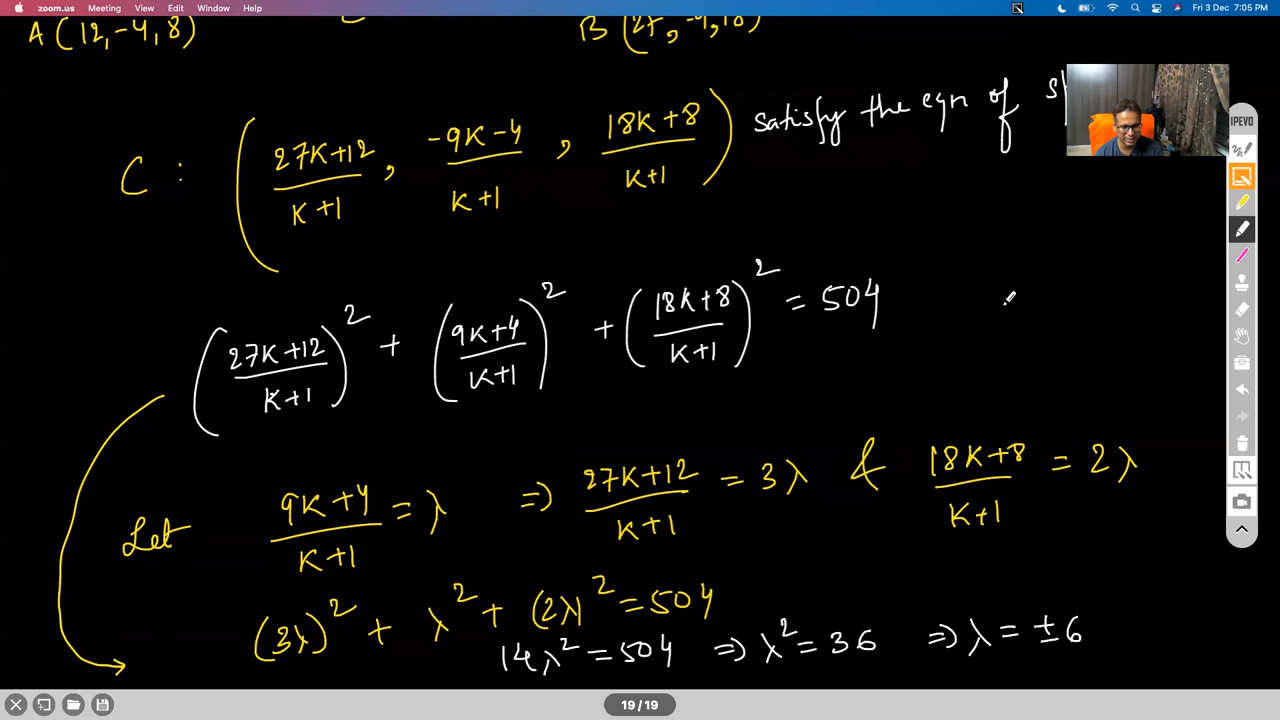 zoom.us Meeting View Edit Window Help Fri 3 Dec 7:05 PM
A (12, -4, 8) B (27, -9, 18)
C : ( 27K+12 / K+1 , -9K-4 / K+1 , 18K+8 / K+1 ) satisfy the eqn of
IPEVO
( 27K+12 / K+1 )² + ( 9K+4 / K+1 )² + ( 18K+8 / K+1 )² = 504
Let 9K+4 / K+1 = λ ⇒ 27K+12 / K+1 = 3λ & 18K+8 / K+1 = 2λ
(3λ)² + λ² + (2λ)² = 504
14λ² = 504 ⇒ λ² = 36 ⇒ λ = ±6
19 / 19